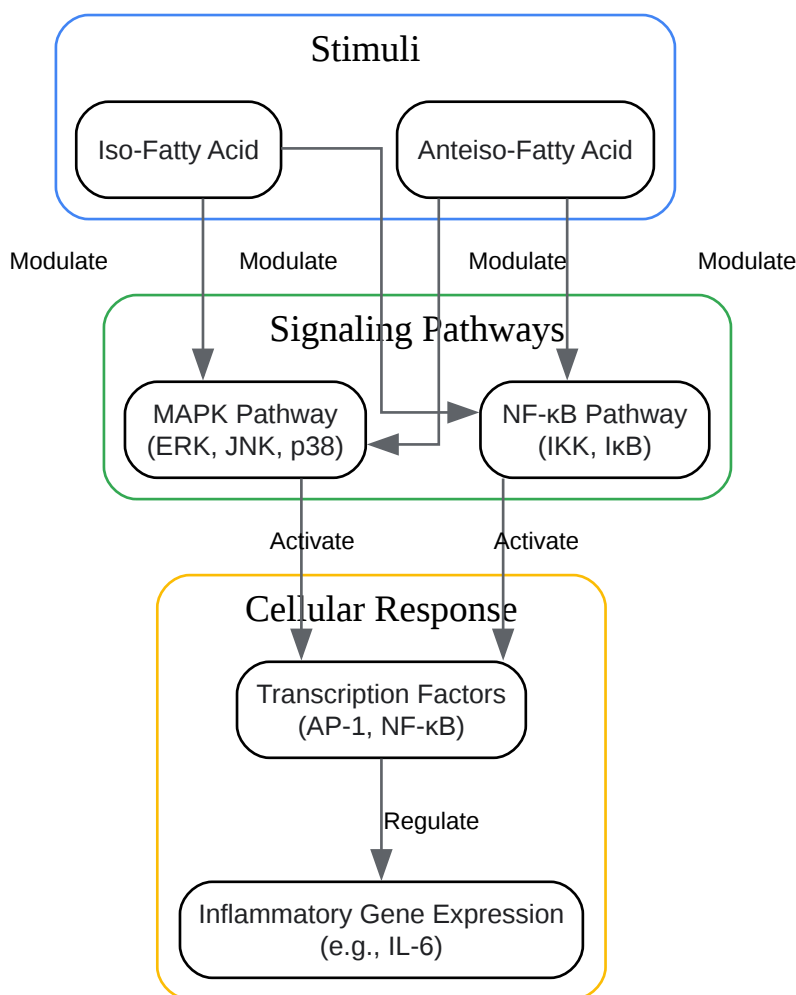 Stimuli
Iso-Fatty Acid
Anteiso-Fatty Acid
Modulate
Modulate
Modulate
Modulate
Signaling Pathways
MAPK Pathway
(ERK, JNK, p38)
NF-κB Pathway
(IKK, IκB)
Activate
Activate
Cellular Response
Transcription Factors
(AP-1, NF-κB)
Regulate
Inflammatory Gene Expression
(e.g., IL-6)